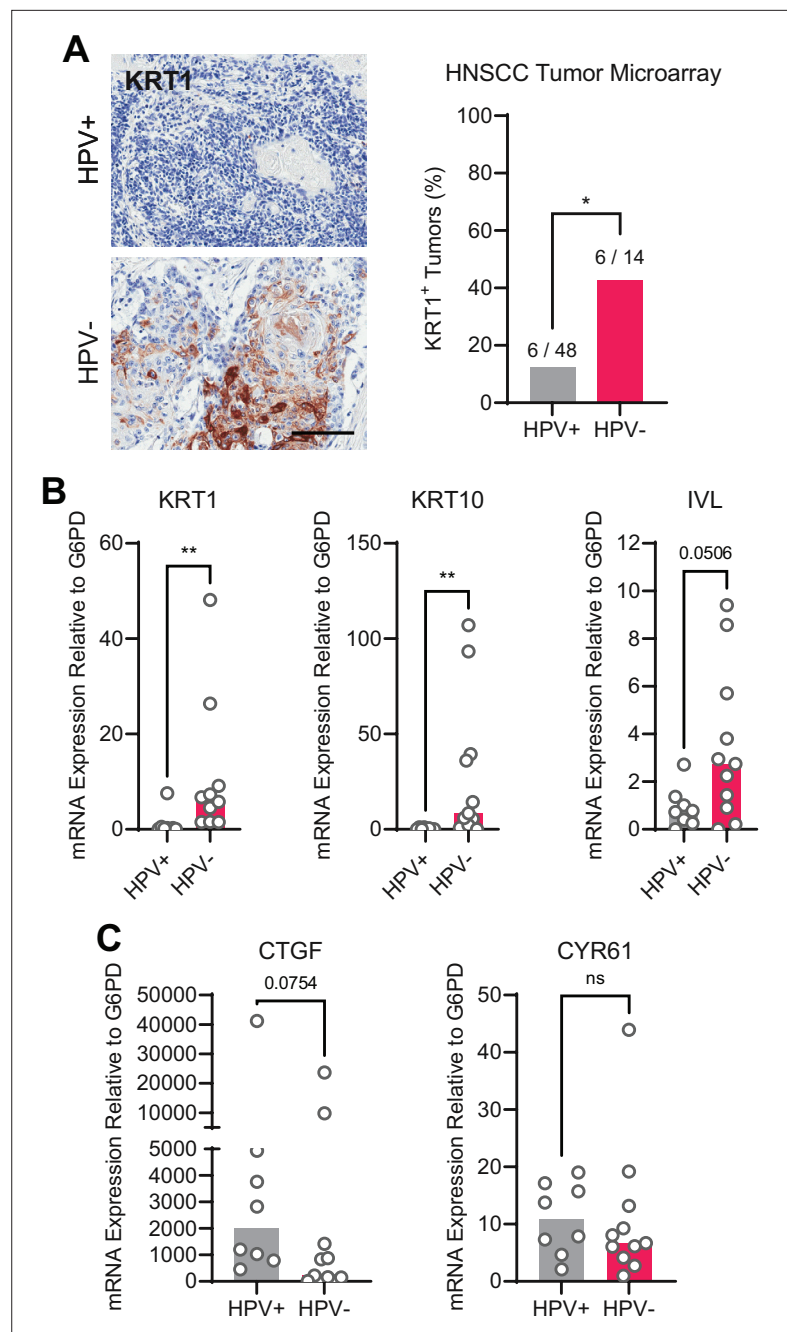 A
KRT1
HPV+
HPV-
HNSCC Tumor Microarray
KRT1+ Tumors (%)
100
80
60
40
20
0
*
6 / 48
6 / 14
HPV+
HPV-
B
KRT1
mRNA Expression Relative to G6PD
60
40
20
0
**
HPV+
HPV-
KRT10
mRNA Expression Relative to G6PD
150
100
50
0
**
HPV+
HPV-
IVL
mRNA Expression Relative to G6PD
12
10
8
6
4
2
0
0.0506
HPV+
HPV-
C
CTGF
mRNA Expression Relative to G6PD
50000
40000
30000
20000
10000
5000
4000
3000
2000
1000
0
0.0754
HPV+
HPV-
CYR61
mRNA Expression Relative to G6PD
50
40
30
20
10
0
ns
HPV+
HPV-